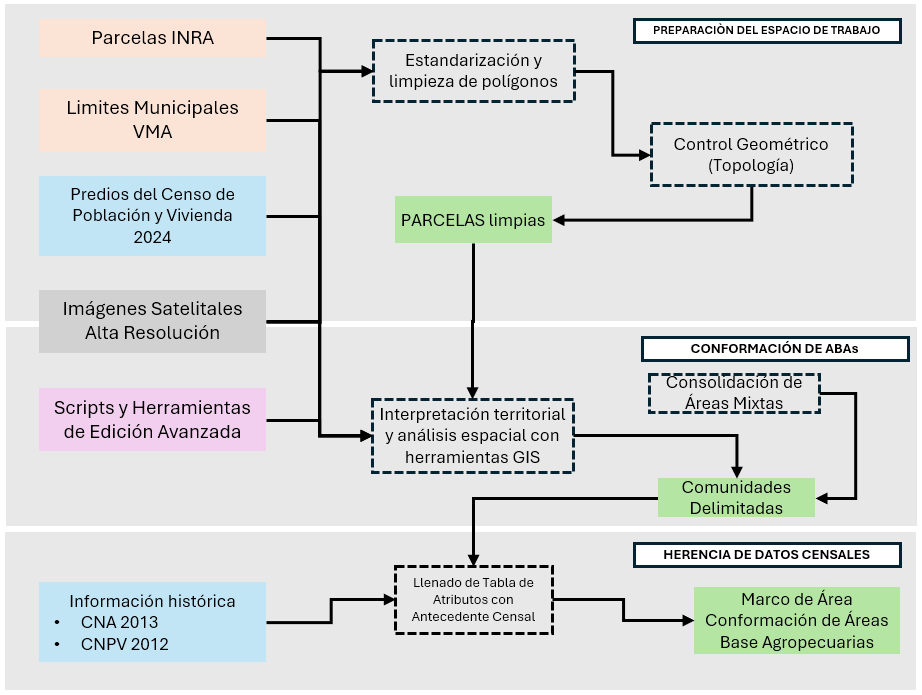 PREPARACIÒN DEL ESPACIO DE TRABAJO
Parcelas INRA
Limites Municipales
VMA
Predios del Censo de
Población y Vivienda
2024
Imágenes Satelitales
Alta Resolución
Scripts y Herramientas
de Edición Avanzada
Estandarización y
limpieza de polígonos
Control Geométrico
(Topología)
PARCELAS limpias
CONFORMACIÓN DE ABAs
Consolidación de
Áreas Mixtas
Interpretación territorial
y análisis espacial con
herramientas GIS
Comunidades
Delimitadas
HERENCIA DE DATOS CENSALES
Información histórica
• CNA 2013
• CNPV 2012
Llenado de Tabla de
Atributos con
Antecedente Censal
Marco de Área
Conformación de Áreas
Base Agropecuarias